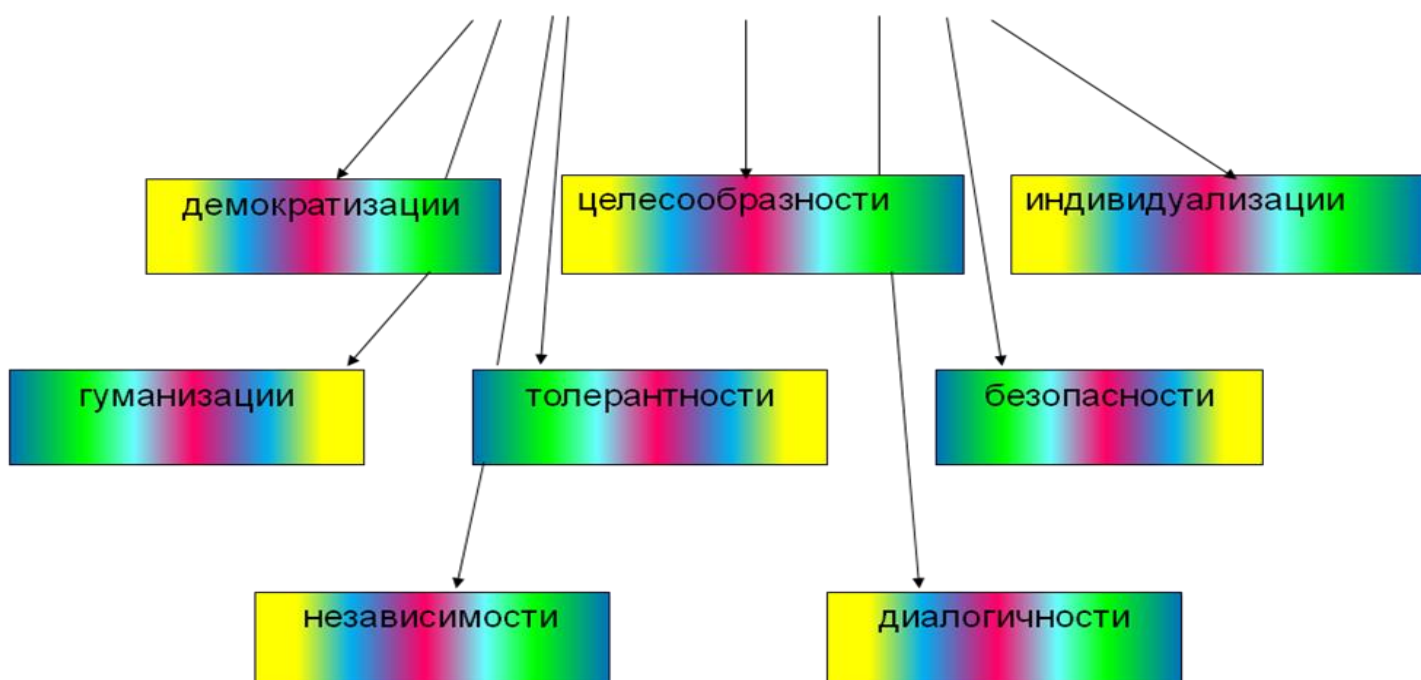 демократизации
целесообразности
индивидуализации
гуманизации
толерантности
безопасности
независимости
диалогичности